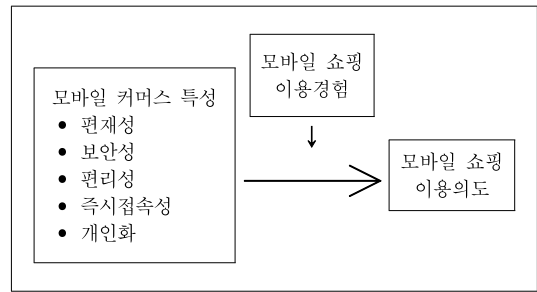 모바일 커머스 특성
• 편재성
• 보안성
• 편리성
• 즉시접속성
• 개인화
모바일 쇼핑
이용경험
모바일 쇼핑
이용의도